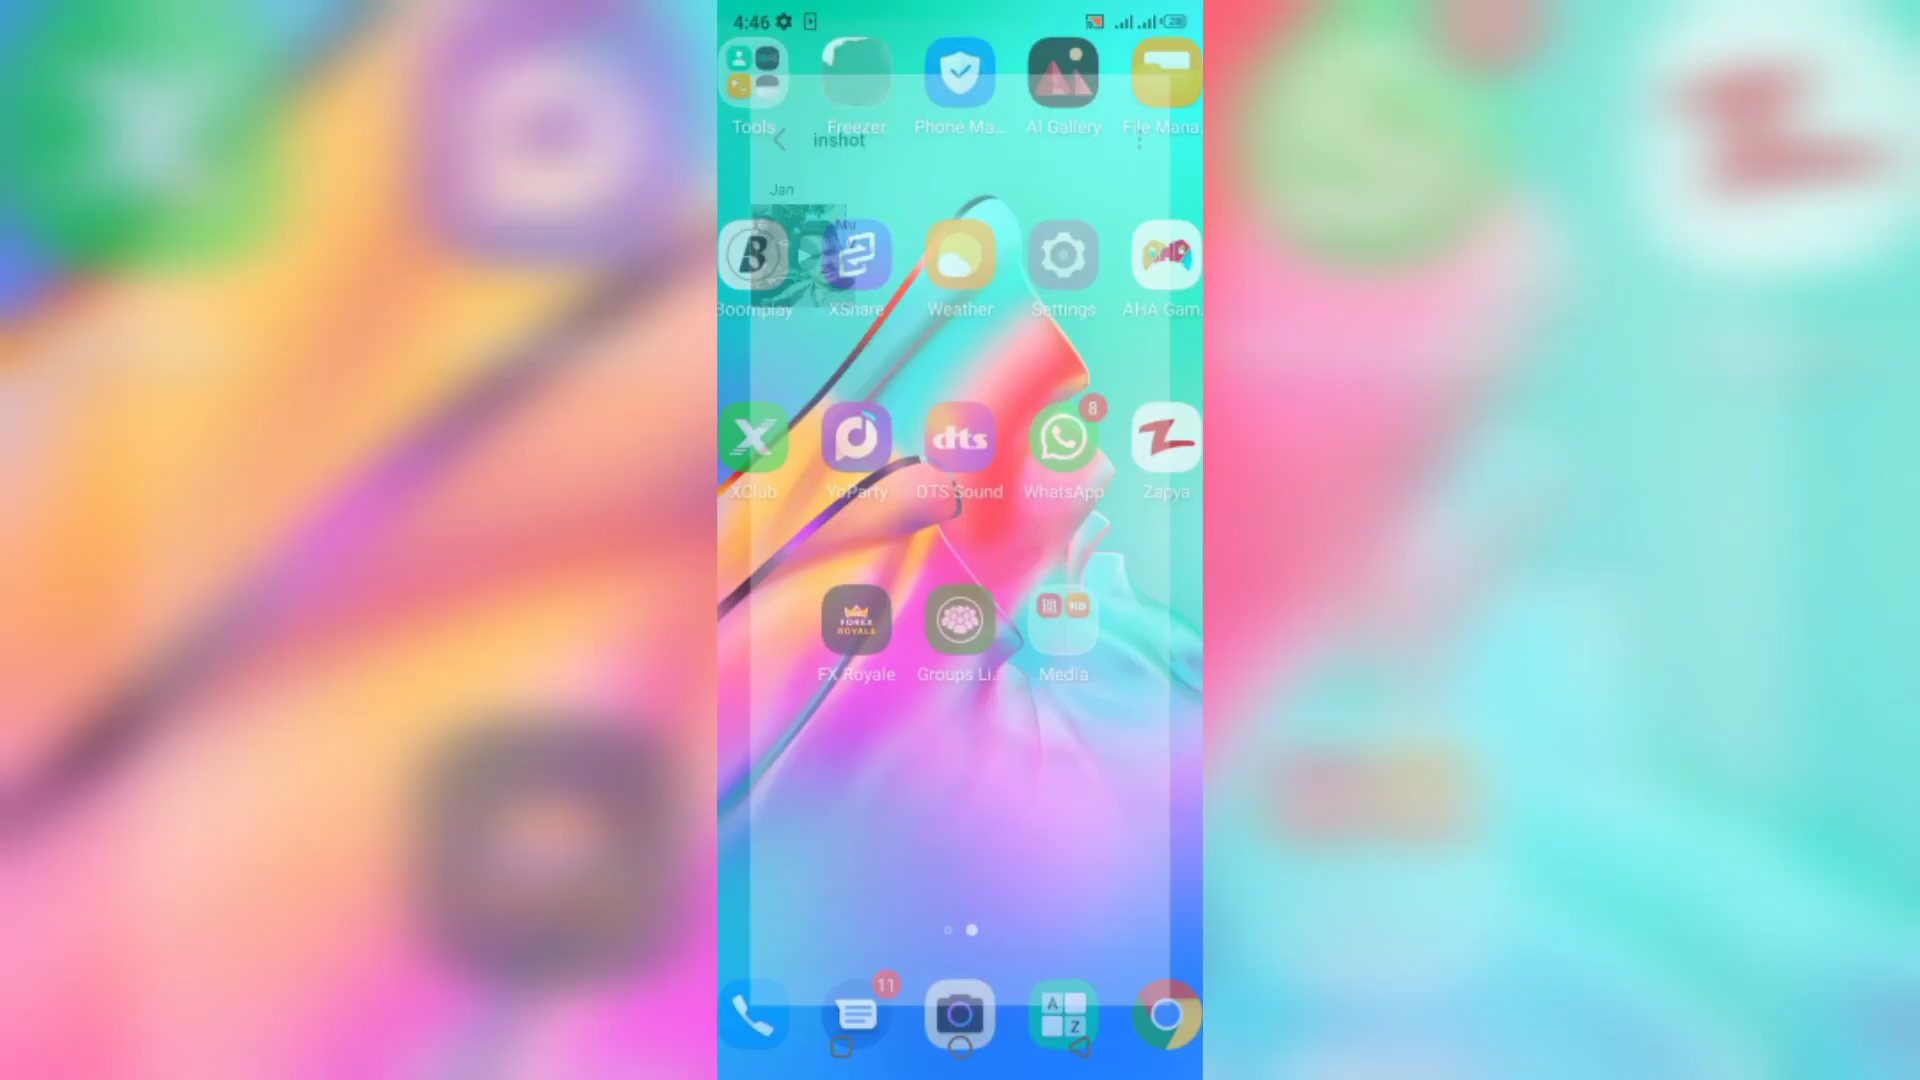 4:46
Tools Freezer Phone Ma... AI Gallery File Mana
inshot
Jan
Boomplay XShare Weather Settings AHA Gam
8
dts
XClub YoParty DTS Sound WhatsApp Zapya
FOREX
ROYALE
FX Royale Groups Li... Media
11
A
Z